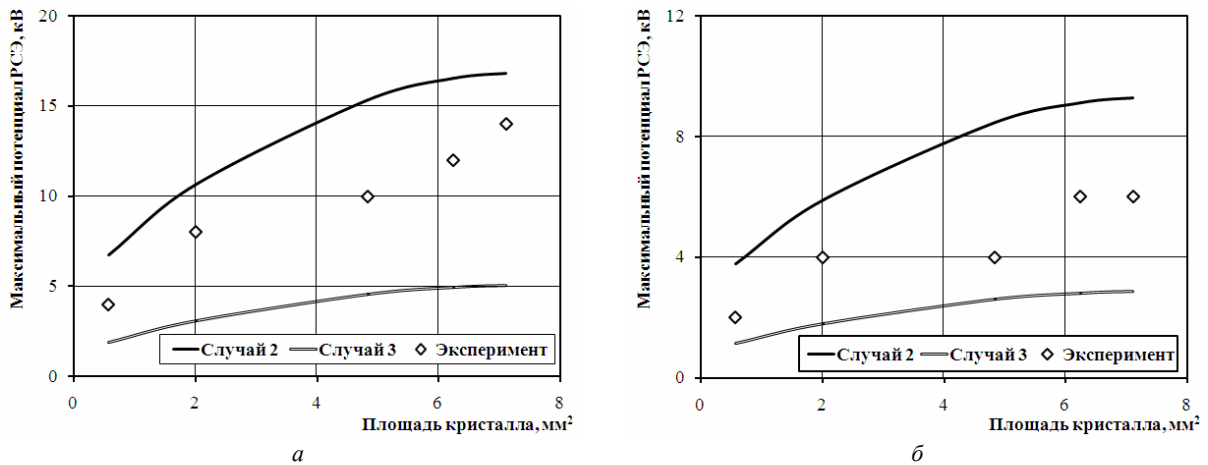 Максимальный потенциал РСЭ, кВ
20
15
10
5
0
0 2 4 6 8
Площадь кристалла, мм²
Случай 2 Случай 3 Эксперимент
а
Максимальный потенциал РСЭ, кВ
12
8
4
0
0 2 4 6 8
Площадь кристалла, мм²
Случай 2 Случай 3 Эксперимент
б